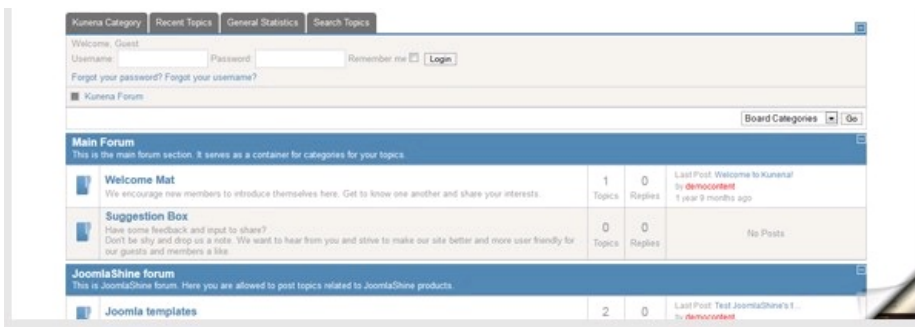 Kunena Category Recent Topics General Statistics Search Topics
Welcome, Guest
Username: Password: Remember me Login
Forgot your password? Forgot your username?
Kunena Forum
Board Categories Go
Main Forum
This is the main forum section. It serves as a container for categories for your topics.
Welcome Mat
We encourage new members to introduce themselves here. Get to know one another and share your interests.
1 Topics
0 Replies
Last Post: Welcome to Kunena!
by democontent
1 year 9 months ago
Suggestion Box
Have some feedback and input to share?
Don't be shy and drop us a note. We want to hear from you and strive to make our site better and more user friendly for
our guests and members a like.
0 Topics
0 Replies
No Posts
JoomlaShine forum
This is JoomlaShine forum. Here you are allowed to post topics related to JoomlaShine products.
Joomla templates
2
0
Last Post: Test JoomlaShine's t...
by democontent